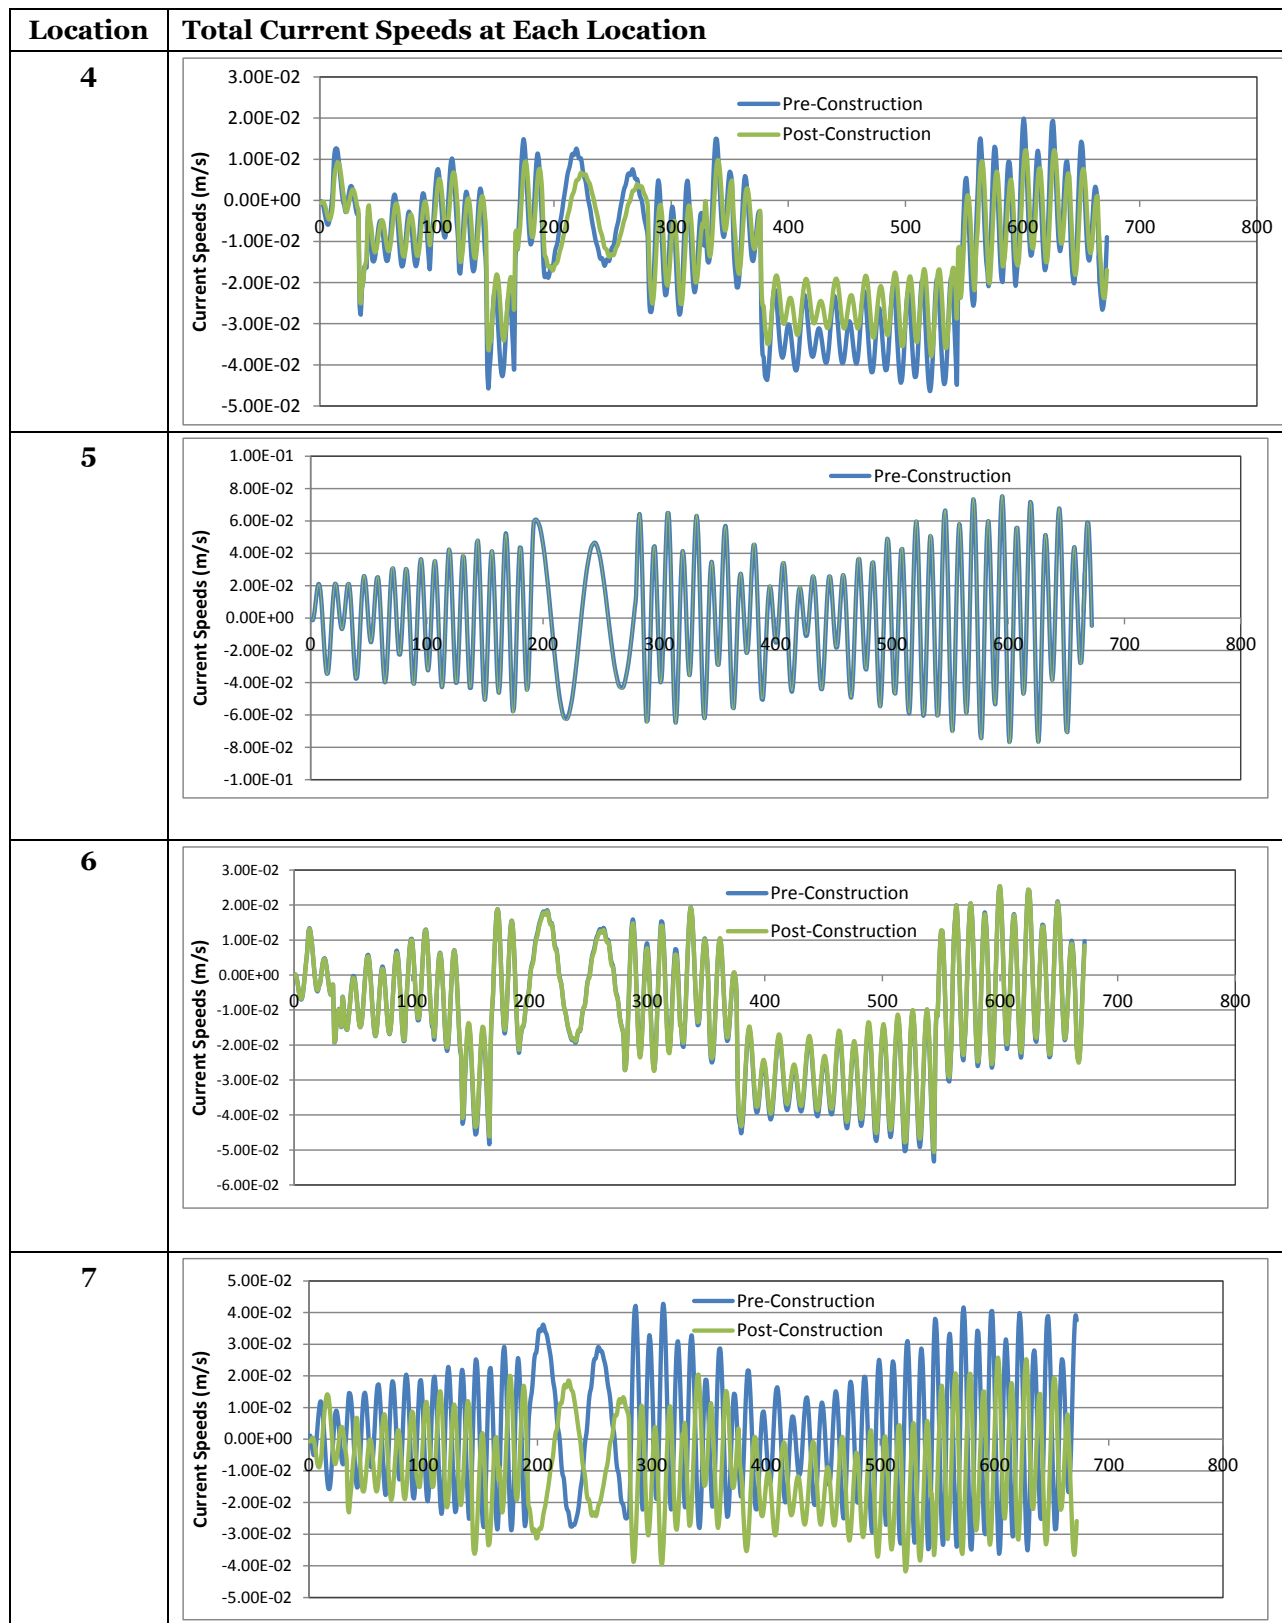 Location Total Current Speeds at Each Location
4
Current Speeds (m/s)
3.00E-02
2.00E-02
1.00E-02
0.00E+00
-1.00E-02
-2.00E-02
-3.00E-02
-4.00E-02
-5.00E-02
0 100 200 300 400 500 600 700 800
Pre-Construction
Post-Construction
5
Current Speeds (m/s)
1.00E-01
8.00E-02
6.00E-02
4.00E-02
2.00E-02
0.00E+00
-2.00E-02
-4.00E-02
-6.00E-02
-8.00E-02
-1.00E-01
0 100 200 300 400 500 600 700 800
Pre-Construction
6
Current Speeds (m/s)
3.00E-02
2.00E-02
1.00E-02
0.00E+00
-1.00E-02
-2.00E-02
-3.00E-02
-4.00E-02
-5.00E-02
-6.00E-02
0 100 200 300 400 500 600 700 800
Pre-Construction
Post-Construction
7
Current Speeds (m/s)
5.00E-02
4.00E-02
3.00E-02
2.00E-02
1.00E-02
0.00E+00
-1.00E-02
-2.00E-02
-3.00E-02
-4.00E-02
-5.00E-02
0 100 200 300 400 500 600 700 800
Pre-Construction
Post-Construction